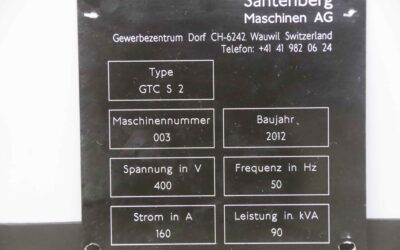 Santenberg
Maschinen AG
Gewerbezentrum Dorf CH-6242 Wauwil Switzerland
Telefon: +41 41 982 06 24
Type
GTC S 2
Maschinennummer
003
Baujahr
2012
Spannung in V
400
Frequenz in Hz
50
Strom in A
160
Leistung in kVA
90